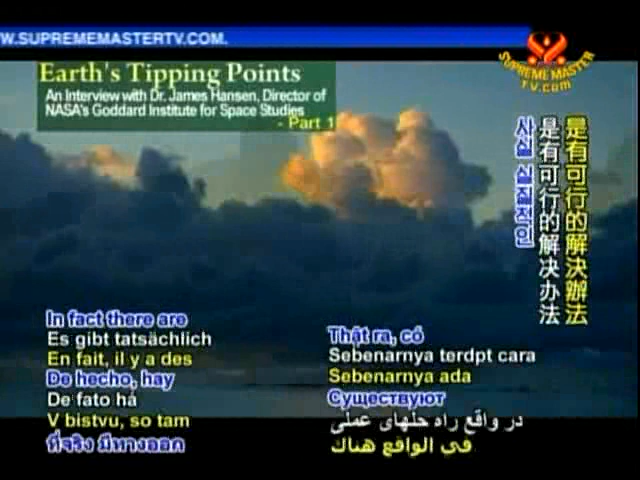 W.SUPREMEMASTERTV.COM.
SUPREME MASTER
TV.com
Earth's Tipping Points
An Interview with Dr. James Hansen, Director of
NASA's Goddard Institute for Space Studies
- Part 1
是有可行的解決辦法
是有可行的解决办法
사실 실질적인
In fact there are
Es gibt tatsächlich
En fait, il y a des
De hecho, hay
De fato há
V bistvu, so tam
ที่จริง มีทางออก
Thật ra, có
Sebenarnya terdpt cara
Sebenarnya ada
Существуют
در واقع راه حلهای عملی
في الواقع هناك